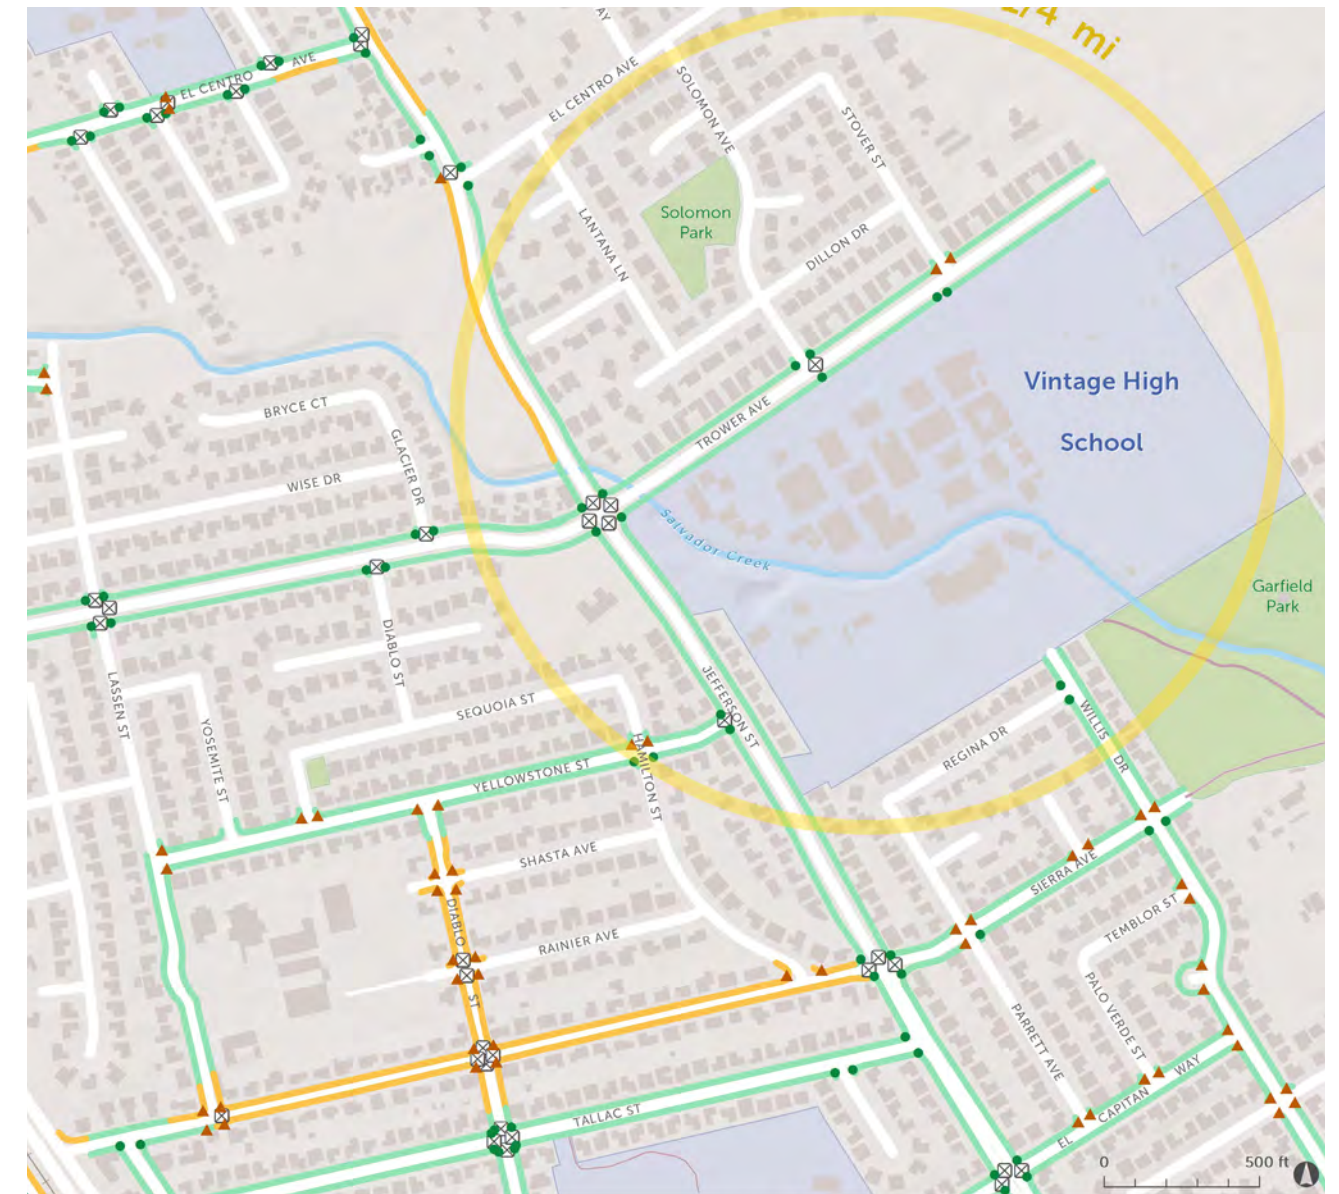 1/4 mi
EL CENTRO AVE
EL CENTRO AVE
AY
SOLOMON AVE
STOVER ST
LANTANA LN
Solomon
Park
DILLON DR
TROWER AVE
Vintage High
School
BRYCE CT
GLACIER DR
WISE DR
Salvador Creek
Garfield
Park
DIABLO ST
LASSEN ST
YOSEMITE ST
SEQUOIA ST
HAMILTON ST
JEFFERSON ST
YELLOWSTONE ST
REGINA DR
WILLIS DR
SHASTA AVE
SIERRA AVE
DIABLO ST
RAINIER AVE
TEMBLOR ST
PALO VERDE ST
PARRETT AVE
TALLAC ST
EL CAPITAN WAY
0 500 ft